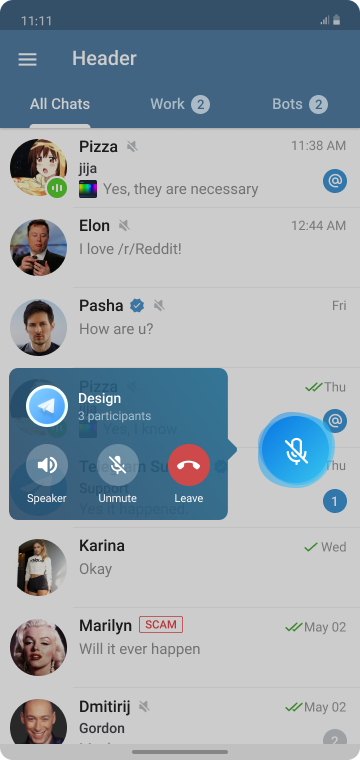 11:11
Header
All Chats Work 2 Bots 2
Pizza 11:38 AM
jija
Yes, they are necessary @
Elon 12:44 AM
I love /r/Reddit!
Pasha Fri
How are u?
Pizza Thu
Design
3 participants
Yes, I know @
Thu
Support
Speaker Unmute Leave
Yes it happened 1
Karina Wed
Okay
Marilyn SCAM May 02
Will it ever happen
Dmitirij May 02
Gordon
2